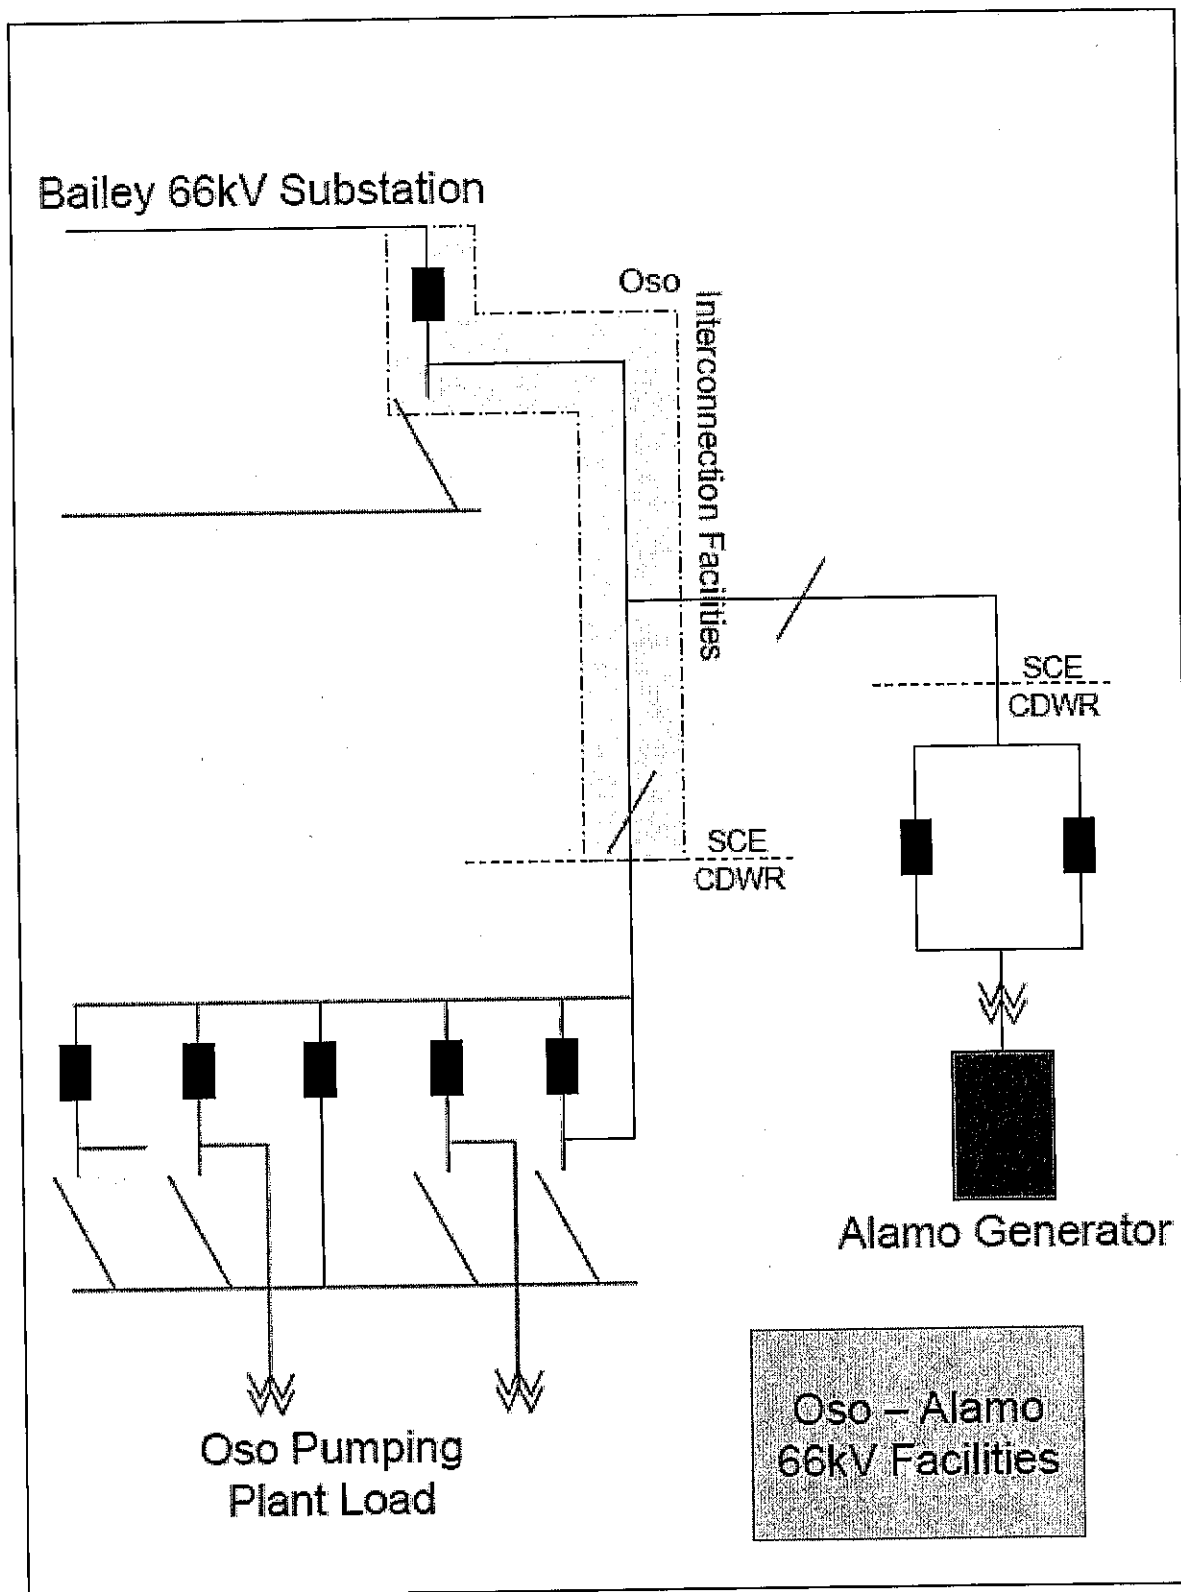 Bailey 66kV Substation
Oso
Interconnection Facilities
SCE
CDWR
SCE
CDWR
Alamo Generator
Oso – Alamo
66kV Facilities
Oso Pumping
Plant Load